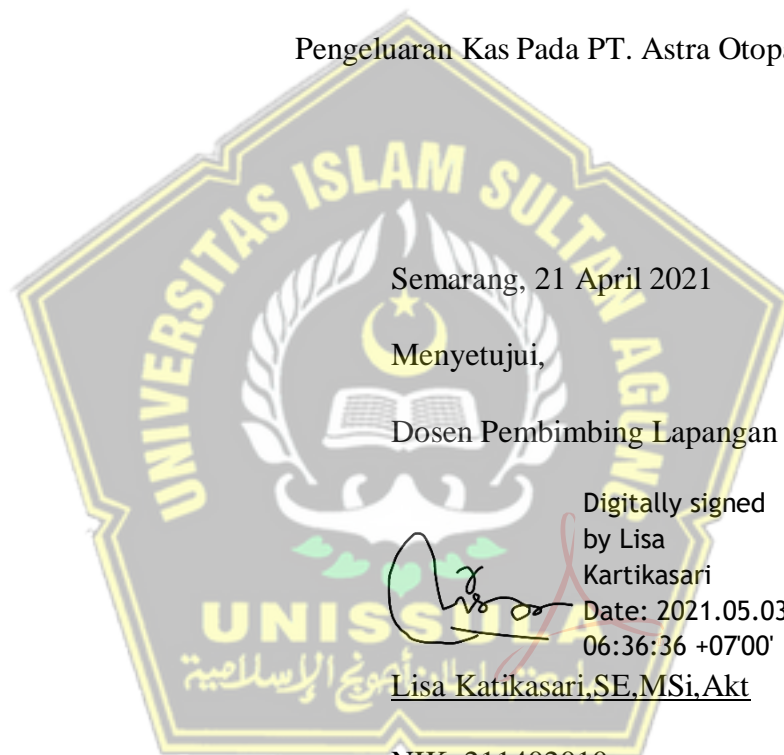 Pengeluaran Kas Pada PT. Astra Otopa
UNIVERSITAS ISLAM SULTAN AGUNG
Semarang, 21 April 2021
Menyetujui,
Dosen Pembimbing Lapangan
Digitally signed
by Lisa
Kartikasari
Date: 2021.05.03
06:36:36 +07'00'
UNISSULA
Lisa Katikasari,SE,MSi,Akt